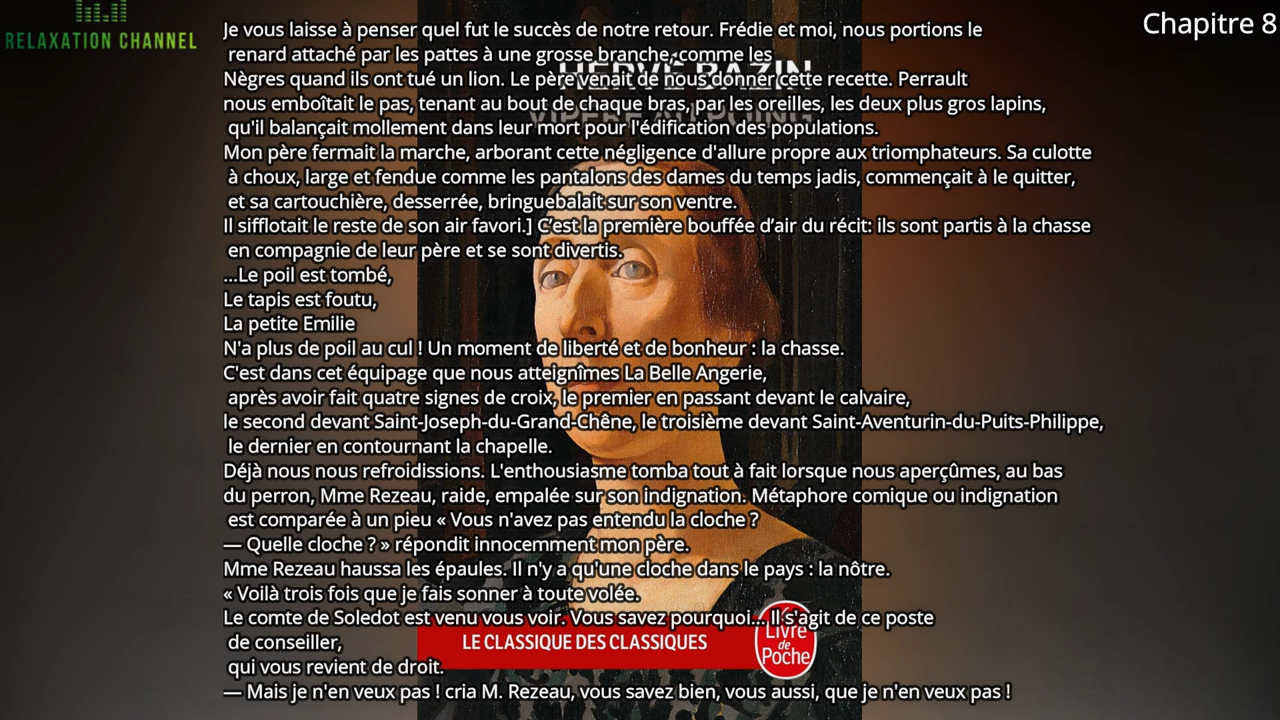 RELAXATION CHANNEL
Chapitre 8
HERVÉ BAZIN
VIPÈRE AU POING
Je vous laisse à penser quel fut le succès de notre retour. Frédie et moi, nous portions le
renard attaché par les pattes à une grosse branche, comme les
Nègres quand ils ont tué un lion. Le père venait de nous donner cette recette. Perrault
nous emboîtait le pas, tenant au bout de chaque bras, par les oreilles, les deux plus gros lapins,
qu'il balançait mollement dans leur mort pour l'édification des populations.
Mon père fermait la marche, arborant cette négligence d'allure propre aux triomphateurs. Sa culotte
à choux, large et fendue comme les pantalons des dames du temps jadis, commençait à le quitter,
et sa cartouchière, desserrée, bringuebalait sur son ventre.
Il sifflotait le reste de son air favori.] C’est la première bouffée d’air du récit: ils sont partis à la chasse
en compagnie de leur père et se sont divertis.
...Le poil est tombé,
Le tapis est foutu,
La petite Emilie
N'a plus de poil au cul ! Un moment de liberté et de bonheur : la chasse.
C'est dans cet équipage que nous atteignîmes La Belle Angerie,
après avoir fait quatre signes de croix, le premier en passant devant le calvaire,
le second devant Saint-Joseph-du-Grand-Chêne, le troisième devant Saint-Aventurin-du-Puits-Philippe,
le dernier en contournant la chapelle.
Déjà nous nous refroidissions. L'enthousiasme tomba tout à fait lorsque nous aperçûmes, au bas
du perron, Mme Rezeau, raide, empalée sur son indignation. Métaphore comique ou indignation
est comparée à un pieu « Vous n'avez pas entendu la cloche ?
— Quelle cloche ? » répondit innocemment mon père.
Mme Rezeau haussa les épaules. Il n'y a qu'une cloche dans le pays : la nôtre.
« Voilà trois fois que je fais sonner à toute volée.
Le comte de Soledot est venu vous voir. Vous savez pourquoi... Il s'agit de ce poste
de conseiller,
qui vous revient de droit.
— Mais je n'en veux pas ! cria M. Rezeau, vous savez bien, vous aussi, que je n'en veux pas !
LE CLASSIQUE DES CLASSIQUES
Le Livre de Poche